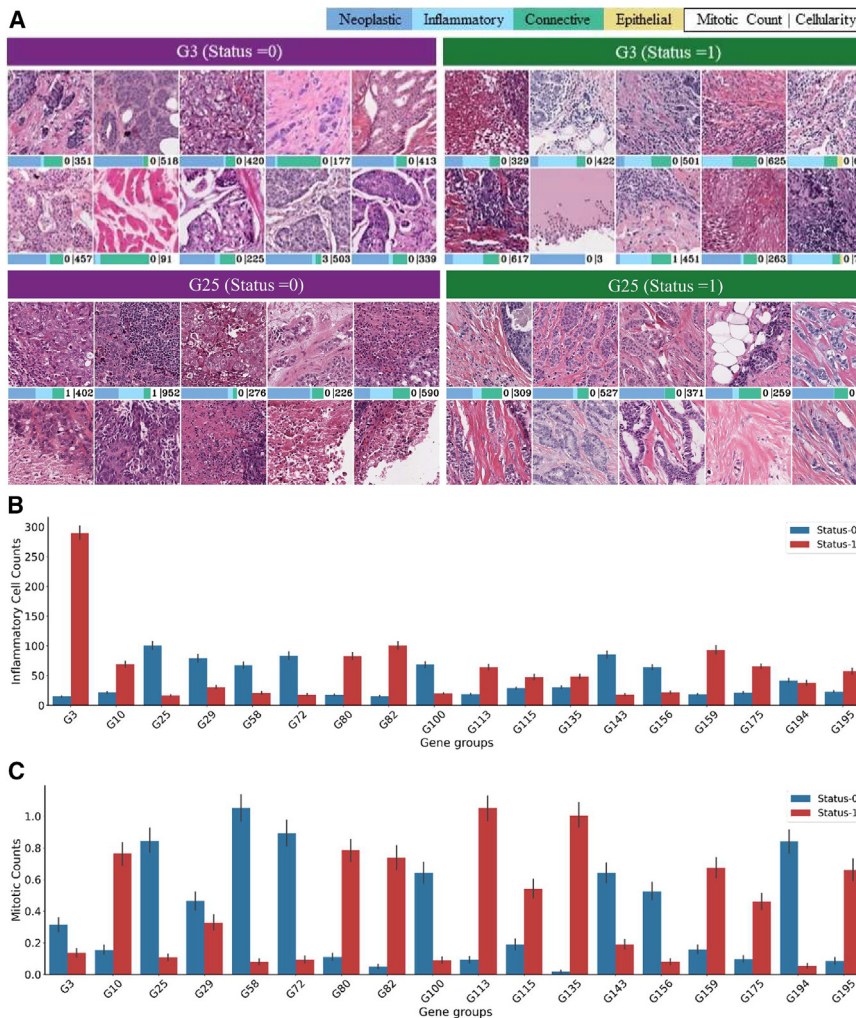 A
Neoplastic Inflammatory Connective Epithelial Mitotic Count | Cellularity
G3 (Status =0) G3 (Status =1)
0|351 0|518 0|420 0|177 0|413 0|329 0|422 0|501 0|625 0
0|457 0|91 0|225 3|503 0|339 0|617 0|3 1|451 0|263 0
G25 (Status =0) G25 (Status =1)
1|402 1|952 0|276 0|226 0|590 0|309 0|527 0|371 0|259 0
B
Status-0
Status-1
Inflammatory Cell Counts
300
250
200
150
100
50
0
G3 G10 G25 G29 G58 G72 G80 G82 G100 G113 G115 G135 G143 G156 G159 G175 G194 G195
Gene groups
C
Status-0
Status-1
Mitotic Counts
1.0
0.8
0.6
0.4
0.2
0.0
G3 G10 G25 G29 G58 G72 G80 G82 G100 G113 G115 G135 G143 G156 G159 G175 G194 G195
Gene groups